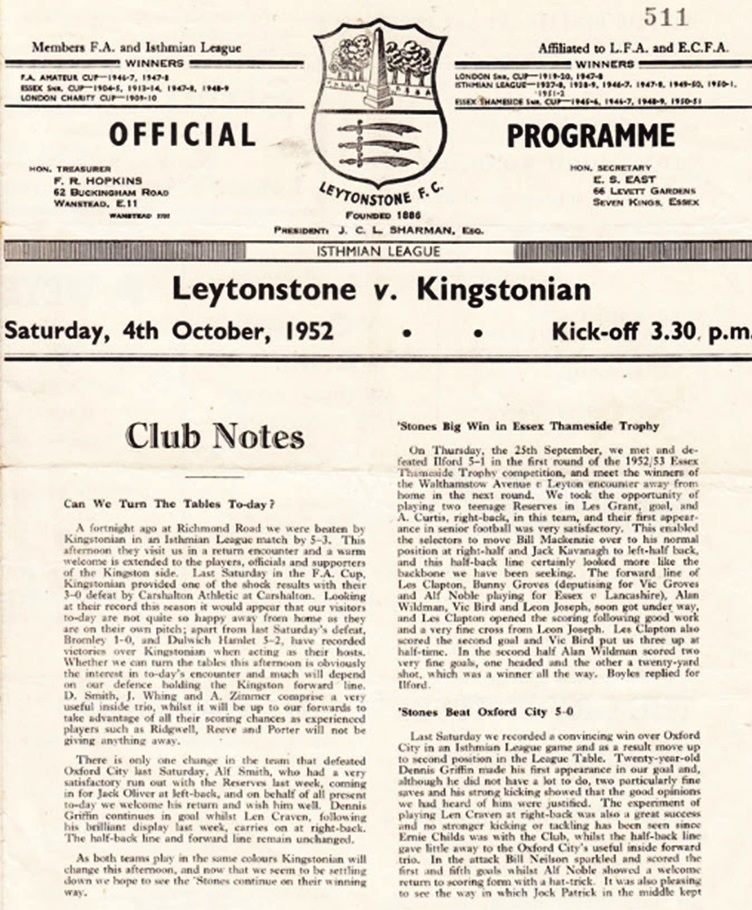 511
Members F.A. and Isthmian League
WINNERS
F.A. AMATEUR CUP—1946-7, 1947-8
ESSEX SNR. CUP—1904-5, 1913-14, 1947-8, 1948-9
LONDON CHARITY CUP—1909-10
Affiliated to L.F.A. and E.C.F.A.
WINNERS
LONDON SNR. CUP—1919-20, 1947-8
ISTHMIAN LEAGUE—1937-8, 1938-9, 1946-7, 1947-8, 1949-50, 1950-1,
1951-2
ESSEX THAMESIDE SNR. CUP—1945-6, 1946-7, 1948-9, 1950-51
OFFICIAL PROGRAMME
HON. TREASURER
F. R. HOPKINS
62 BUCKINGHAM ROAD
WANSTEAD, E.11
WANSTEAD
HON. SECRETARY
E. S. EAST
66 LEVETT GARDENS
SEVEN KINGS, ESSEX
LEYTONSTONE F.C.
FOUNDED 1886
PRESIDENT: J. C. L. SHARMAN, ESQ.
ISTHMIAN LEAGUE
Leytonstone v. Kingstonian
Saturday, 4th October, 1952 • • Kick-off 3.30 p.m.
Club Notes
Can We Turn The Tables To-day?
A fortnight ago at Richmond Road we were beaten by
Kingstonian in an Isthmian League match by 5-3. This
afternoon they visit us in a return encounter and a warm
welcome is extended to the players, officials and supporters
of the Kingston side. Last Saturday in the F.A. Cup,
Kingstonian provided one of the shock results with their
3-0 defeat by Carshalton Athletic at Carshalton. Looking
at their record this season it would appear that our visitors
to-day are not quite so happy away from home as they
are on their own pitch; apart from last Saturday's defeat,
Bromley 1-0, and Dulwich Hamlet 5-2, have recorded
victories over Kingstonian when acting as their hosts.
Whether we can turn the tables this afternoon is obviously
the interest in to-day's encounter and much will depend
on our defence holding the Kingston forward line.
D. Smith, J. Whing and A. Zimmer comprise a very
useful inside trio, whilst it will be up to our forwards to
take advantage of all their scoring chances as experienced
players such as Ridgwell, Reeve and Porter will not be
giving anything away.
There is only one change in the team that defeated
Oxford City last Saturday, Alf Smith, who had a very
satisfactory run out with the Reserves last week, coming
in for Jack Oliver at left-back, and on behalf of all present
to-day we welcome his return and wish him well. Dennis
Griffin continues in goal whilst Len Craven, following
his brilliant display last week, carries on at right-back.
The half-back line and forward line remain unchanged.
As both teams play in the same colours Kingstonian will
change this afternoon, and now that we seem to be settling
down we hope to see the 'Stones continue on their winning
way.
'Stones Big Win in Essex Thameside Trophy
On Thursday, the 25th September, we met and de-
feated Ilford 5-1 in the first round of the 1952/53 Essex
Thameside Trophy competition, and meet the winners of
the Walthamstow Avenue v Leyton encounter away from
home in the next round. We took the opportunity of
playing two teenage Reserves in Les Grant, goal, and
A. Curtis, right-back, in this team, and their first appear-
ance in senior football was very satisfactory. This enabled
the selectors to move Bill Mackenzie over to his normal
position at right-half and Jack Kavanagh to left-half back,
and this half-back line certainly looked more like the
backbone we have been seeking. The forward line of
Les Clapton, Bunny Groves (deputising for Vic Groves
and Alf Noble playing for Essex v Lancashire), Alan
Wildman, Vic Bird and Leon Joseph, soon got under way,
and Les Clapton opened the scoring following good work
and a very fine cross from Leon Joseph. Les Clapton also
scored the second goal and Vic Bird put us three up at
half-time. In the second half Alan Wildman scored two
very fine goals, one headed and the other a twenty-yard
shot, which was a winner all the way. Boyles replied for
Ilford.
'Stones Beat Oxford City 5-0
Last Saturday we recorded a convincing win over Oxford
City in an Isthmian League game and as a result move up
to second position in the League Table. Twenty-year-old
Dennis Griffin made his first appearance in our goal and,
although he did not have a lot to do, two particularly fine
saves and his strong kicking showed that the good opinions
we had heard of him were justified. The experiment of
playing Len Craven at right-back was also a great success
and no stronger kicking or tackling has been seen since
Ernie Childs was with the Club, whilst the half-back line
gave little away to the Oxford City's useful inside forward
trio. In the attack Bill Neilson sparkled and scored the
first and fifth goals whilst Alf Noble showed a welcome
return to scoring form with a hat-trick. It was also pleasing
to see the way in which Jock Patrick in the middle kept